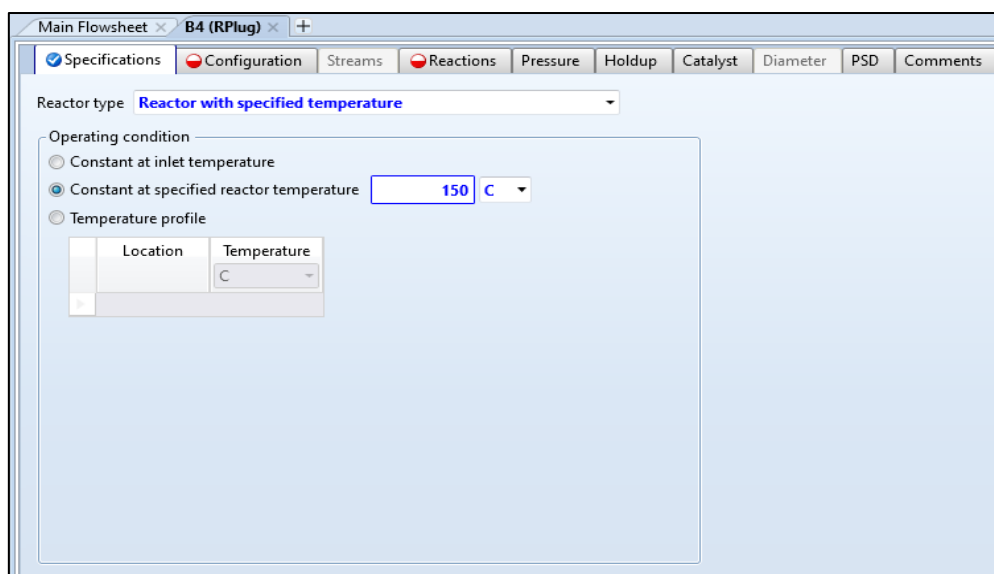 Main Flowsheet B4 (RPlug) +
Specifications Configuration Streams Reactions Pressure Holdup Catalyst Diameter PSD Comments
Reactor type Reactor with specified temperature
Operating condition
Constant at inlet temperature
Constant at specified reactor temperature 150 C
Temperature profile
Location Temperature
C